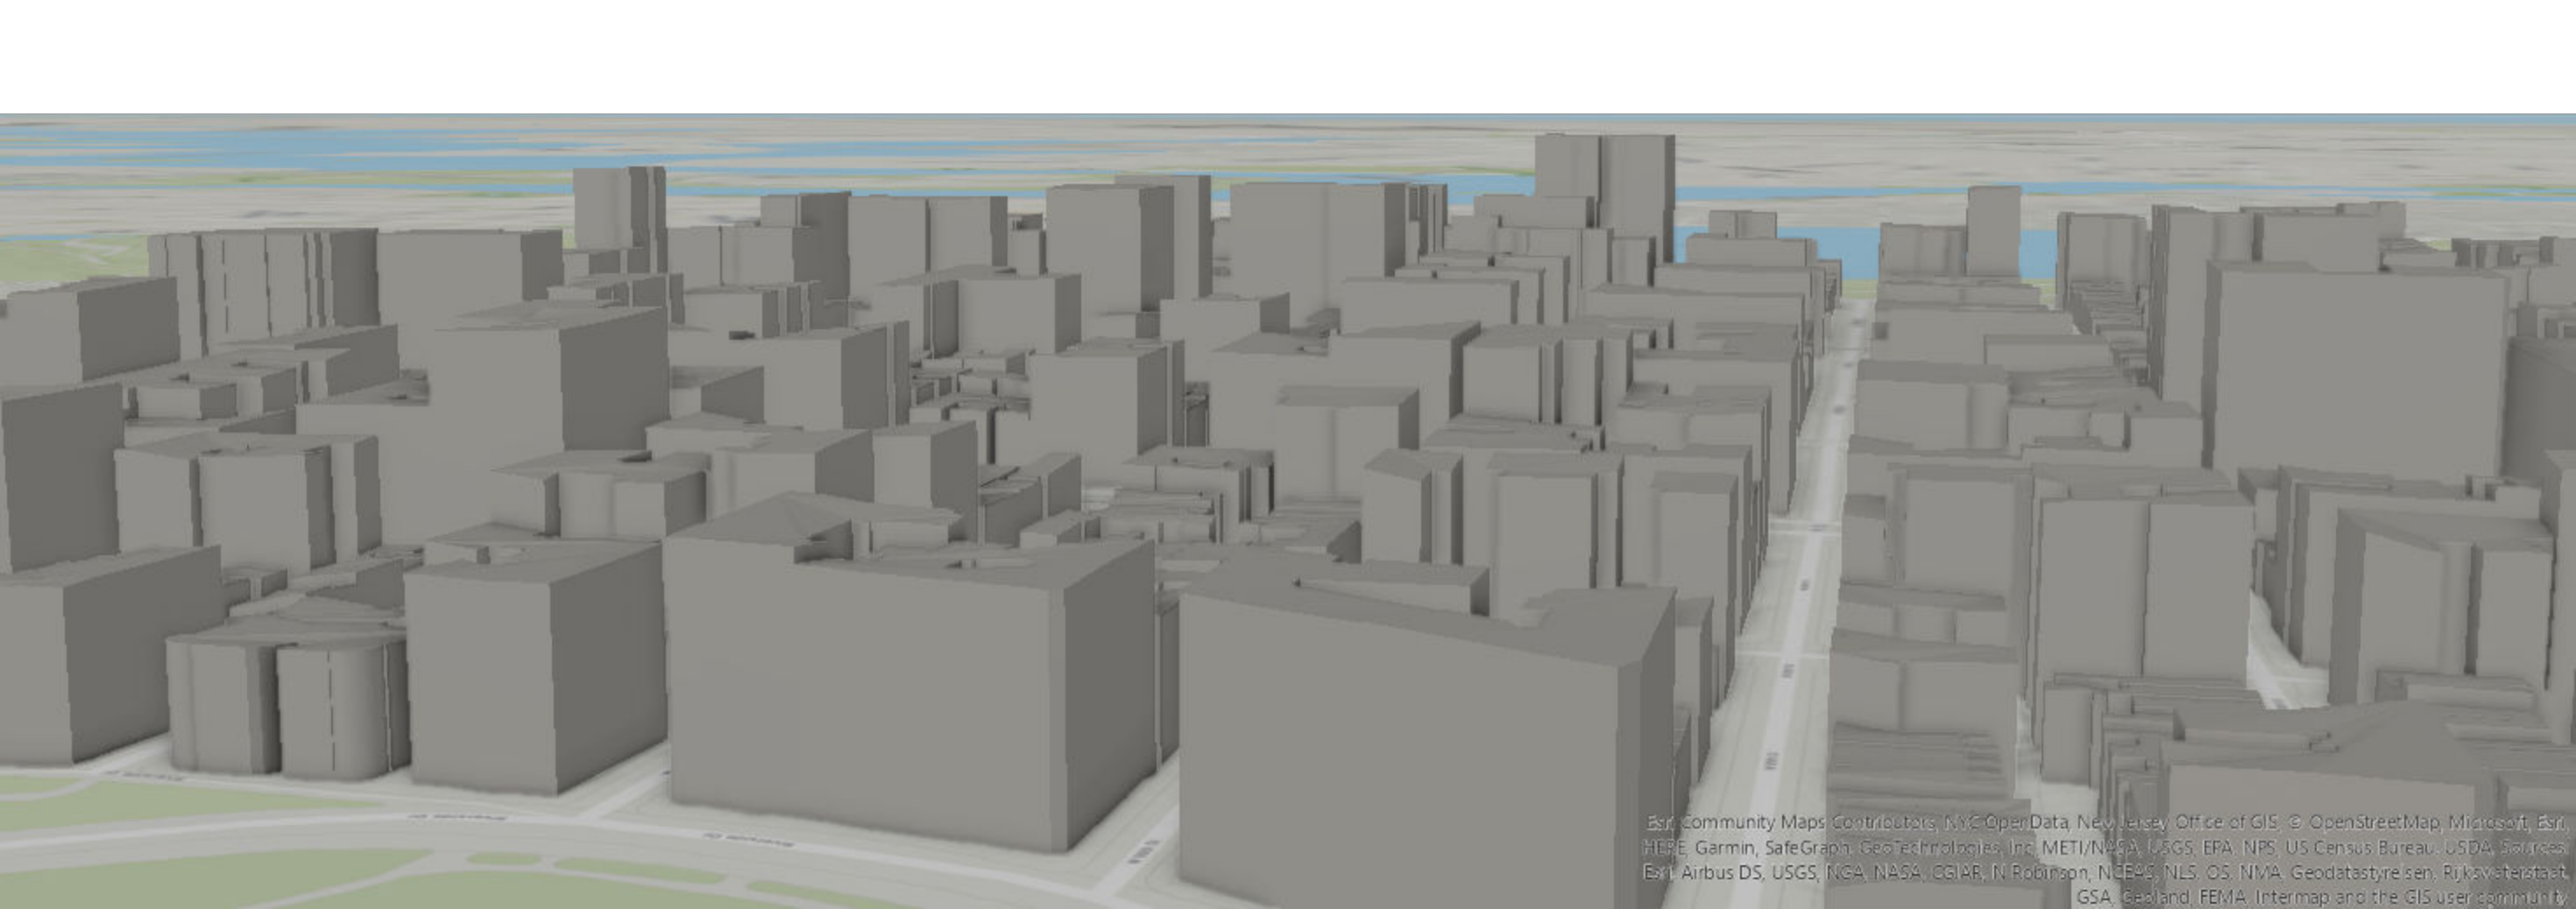 Esri Community Maps Contributors, NYC OpenData, New Jersey Office of GIS, © OpenStreetMap, Microsoft, Esri,
HERE, Garmin, SafeGraph, GeoTechnologies, Inc, METI/NASA, USGS, EPA, NPS, US Census Bureau, USDA, Sources:
Esri, Airbus DS, USGS, NGA, NASA, CGIAR, N Robinson, NCEAS, NLS, OS, NMA, Geodatastyrelsen, Rijkswaterstaat,
GSA, Geoland, FEMA, Intermap and the GIS user community